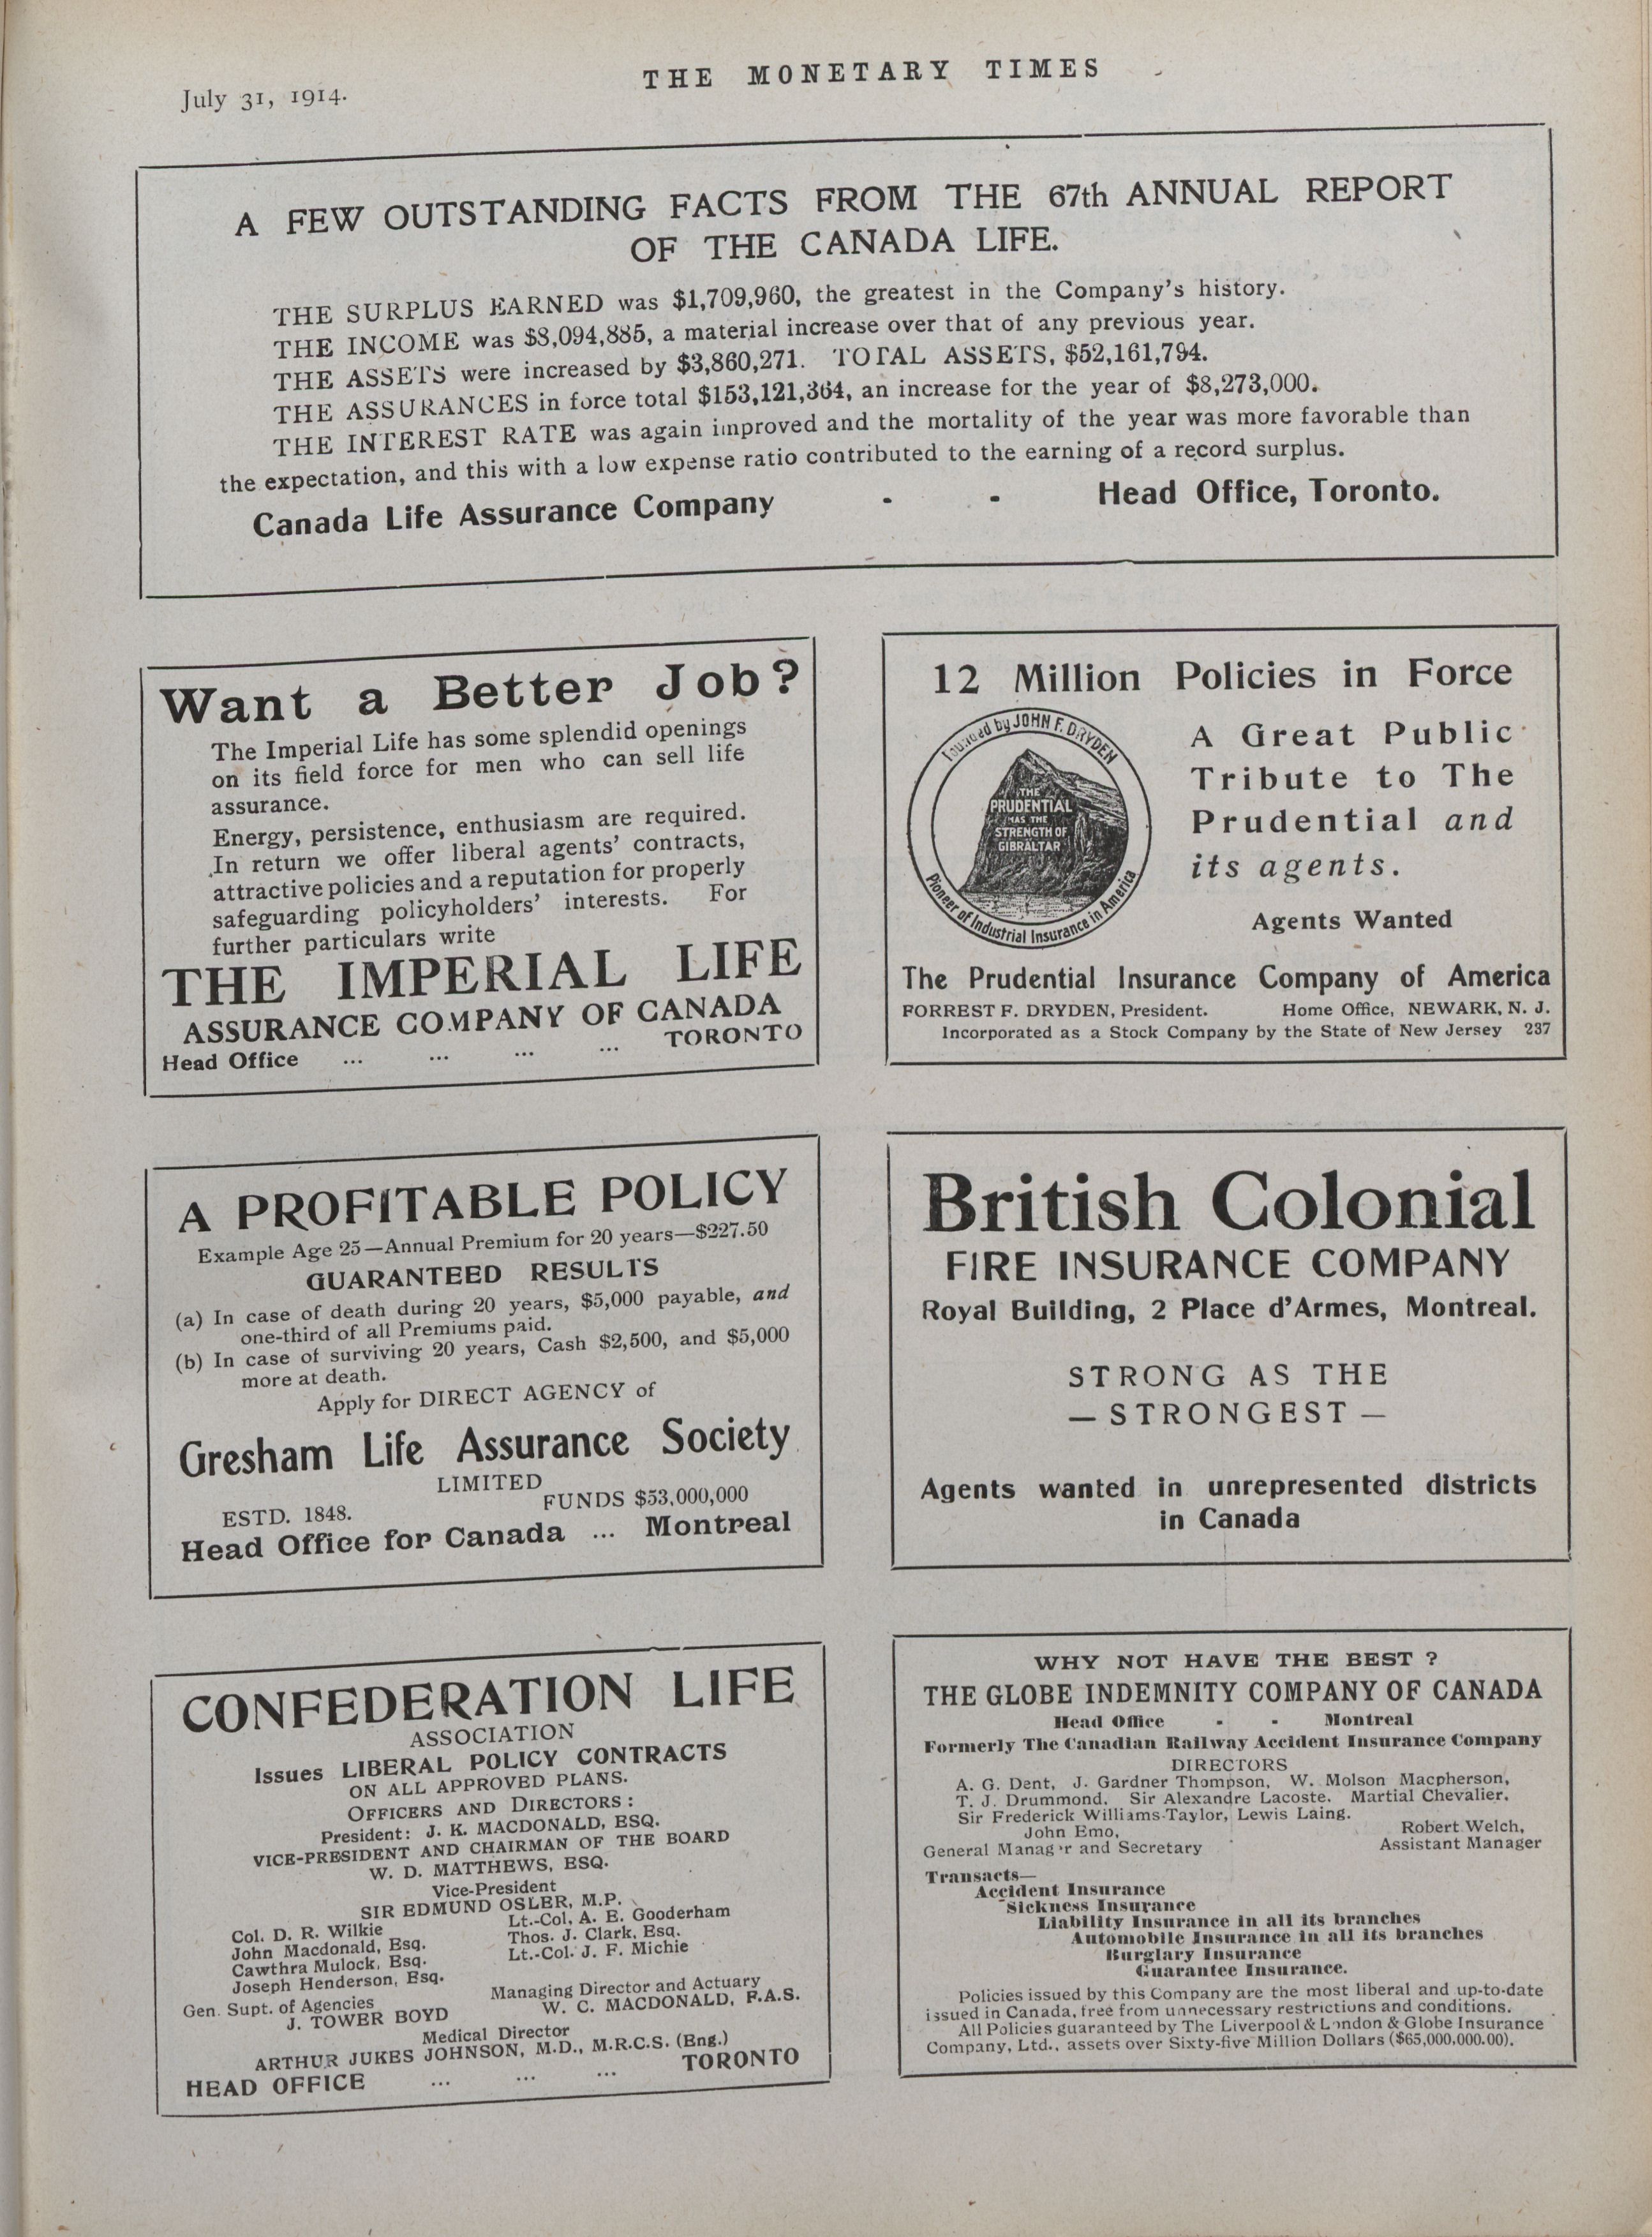 July 31, 1914.
THE MONETARY TIMES
A FEW OUTSTANDING FACTS FROM THE 67th ANNUAL REPORT
OF THE CANADA LIFE.
THE SURPLUS EARNED was $1,709,960, the greatest in the Company's history.
THE INCOME was $8,094,885, a material increase over that of any previous year.
THE ASSETS were increased by $3,860,271. TOTAL ASSETS, $52,161,794.
THE ASSURANCES in force total $153,121,364, an increase for the year of $8,273,000.
THE INTEREST RATE was again improved and the mortality of the year was more favorable than
the expectation, and this with a low expense ratio contributed to the earning of a record surplus.
Canada Life Assurance Company - - Head Office, Toronto.
Want a Better Job?
The Imperial Life has some splendid openings
on its field force for men who can sell life
assurance.
Energy, persistence, enthusiasm are required.
In return we offer liberal agents' contracts,
attractive policies and a reputation for properly
safeguarding policyholders' interests. For
further particulars write
THE IMPERIAL LIFE
ASSURANCE COMPANY OF CANADA
Head Office ... ... ... ... TORONTO
12 Million Policies in Force
Founded by JOHN F. DRYDEN
THE
PRUDENTIAL
HAS THE
STRENGTH OF
GIBRALTAR
Pioneer of Industrial Insurance in America
A Great Public
Tribute to The
Prudential and
its agents.
Agents Wanted
The Prudential Insurance Company of America
FORREST F. DRYDEN, President. Home Office, NEWARK, N. J.
Incorporated as a Stock Company by the State of New Jersey 237
A PROFITABLE POLICY
Example Age 25—Annual Premium for 20 years—$227.50
GUARANTEED RESULTS
(a) In case of death during 20 years, $5,000 payable, and
one-third of all Premiums paid.
(b) In case of surviving 20 years, Cash $2,500, and $5,000
more at death.
Apply for DIRECT AGENCY of
Gresham Life Assurance Society
LIMITED
ESTD. 1848. FUNDS $53,000,000
Head Office for Canada ... Montreal
British Colonial
FIRE INSURANCE COMPANY
Royal Building, 2 Place d'Armes, Montreal.
STRONG AS THE
— STRONGEST —
Agents wanted in unrepresented districts
in Canada
CONFEDERATION LIFE
ASSOCIATION
Issues LIBERAL POLICY CONTRACTS
ON ALL APPROVED PLANS.
OFFICERS AND DIRECTORS:
President: J. K. MACDONALD, ESQ.
VICE-PRESIDENT AND CHAIRMAN OF THE BOARD
W. D. MATTHEWS, ESQ.
Vice-President
SIR EDMUND OSLER, M.P.
Col. D. R. Wilkie Lt.-Col. A. E. Gooderham
John Macdonald, Esq. Thos. J. Clark, Esq.
Cawthra Mulock, Esq. Lt.-Col. J. F. Michie
Joseph Henderson, Esq.
Gen. Supt. of Agencies Managing Director and Actuary
J. TOWER BOYD W. C. MACDONALD, F.A.S.
Medical Director
ARTHUR JUKES JOHNSON, M.D., M.R.C.S. (Eng.)
HEAD OFFICE ... ... ... TORONTO
WHY NOT HAVE THE BEST ?
THE GLOBE INDEMNITY COMPANY OF CANADA
Head Office - - Montreal
Formerly The Canadian Railway Accident Insurance Company
DIRECTORS
A. G. Dent, J. Gardner Thompson, W. Molson Macpherson,
T. J. Drummond, Sir Alexandre Lacoste, Martial Chevalier,
Sir Frederick Williams-Taylor, Lewis Laing.
John Emo, Robert Welch,
General Manager and Secretary Assistant Manager
Transacts—
Accident Insurance
Sickness Insurance
Liability Insurance in all its branches
Automobile Insurance in all its branches
Burglary Insurance
Guarantee Insurance.
Policies issued by this Company are the most liberal and up-to-date
issued in Canada, free from unnecessary restrictions and conditions.
All Policies guaranteed by The Liverpool & London & Globe Insurance
Company, Ltd., assets over Sixty-five Million Dollars ($65,000,000.00).